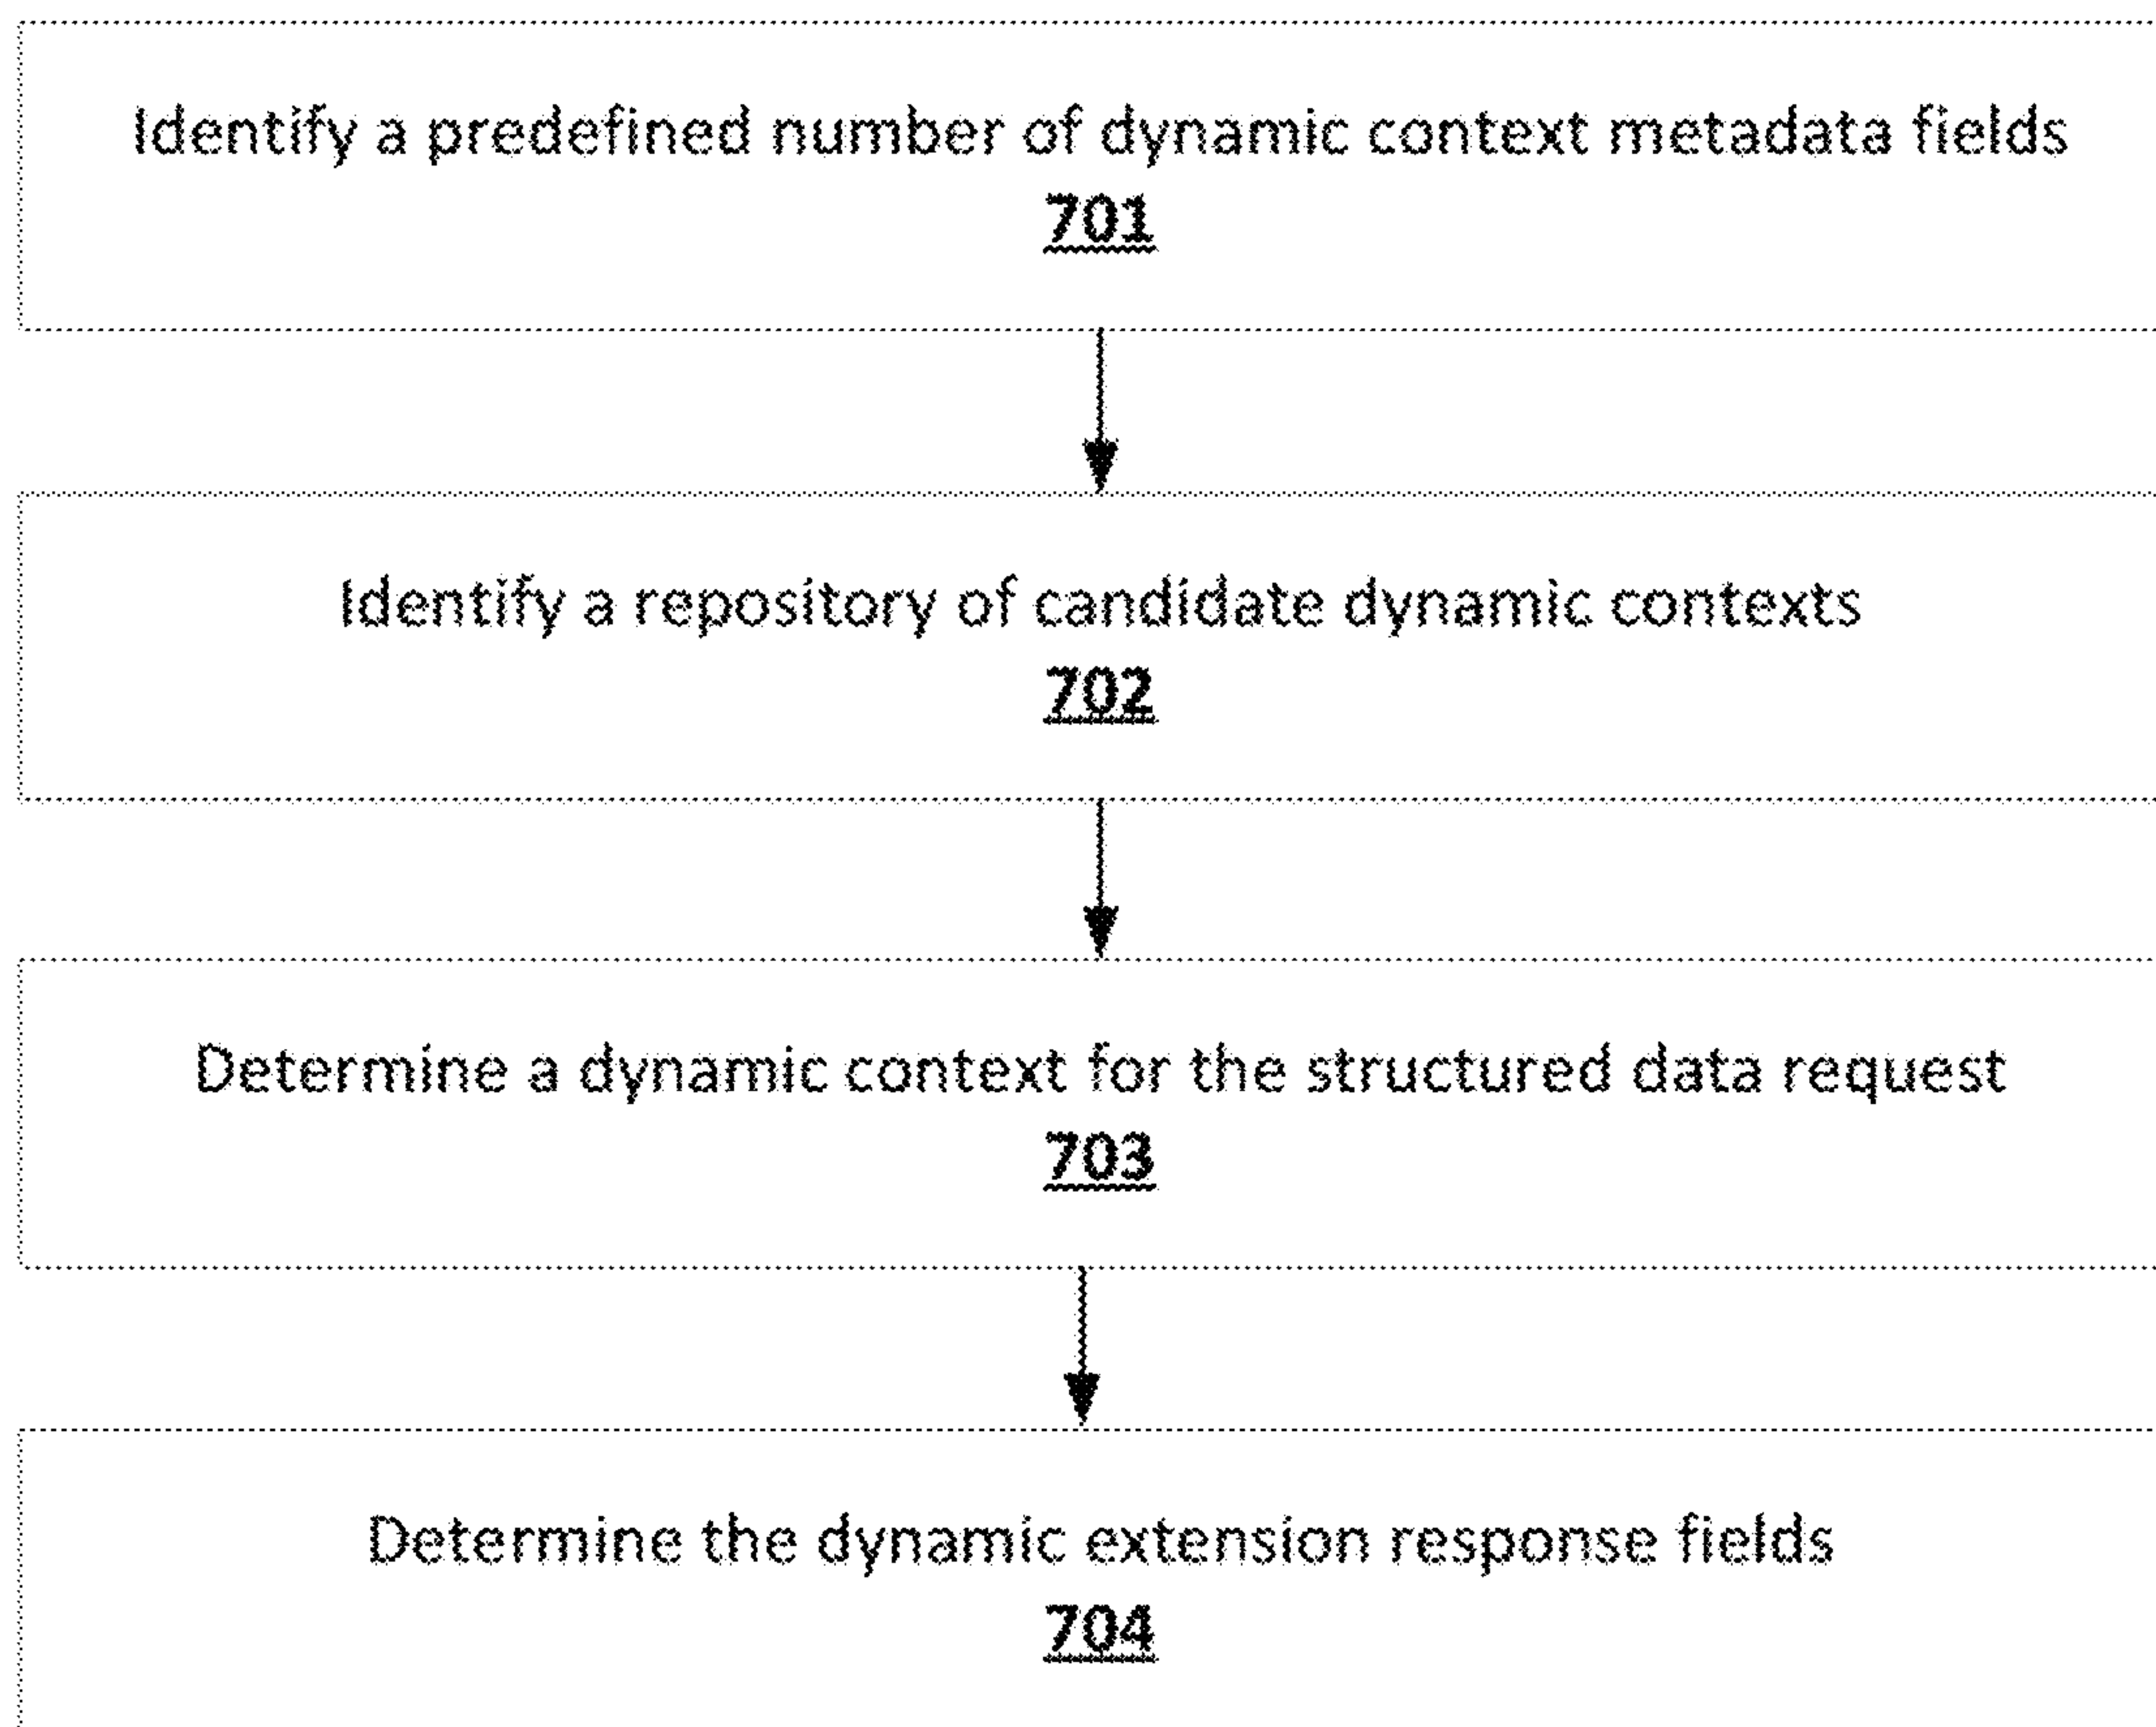 Identify a predefined number of dynamic context metadata fields
701
Identify a repository of candidate dynamic contexts
702
Determine a dynamic context for the structured data request
703
Determine the dynamic extension response fields
704